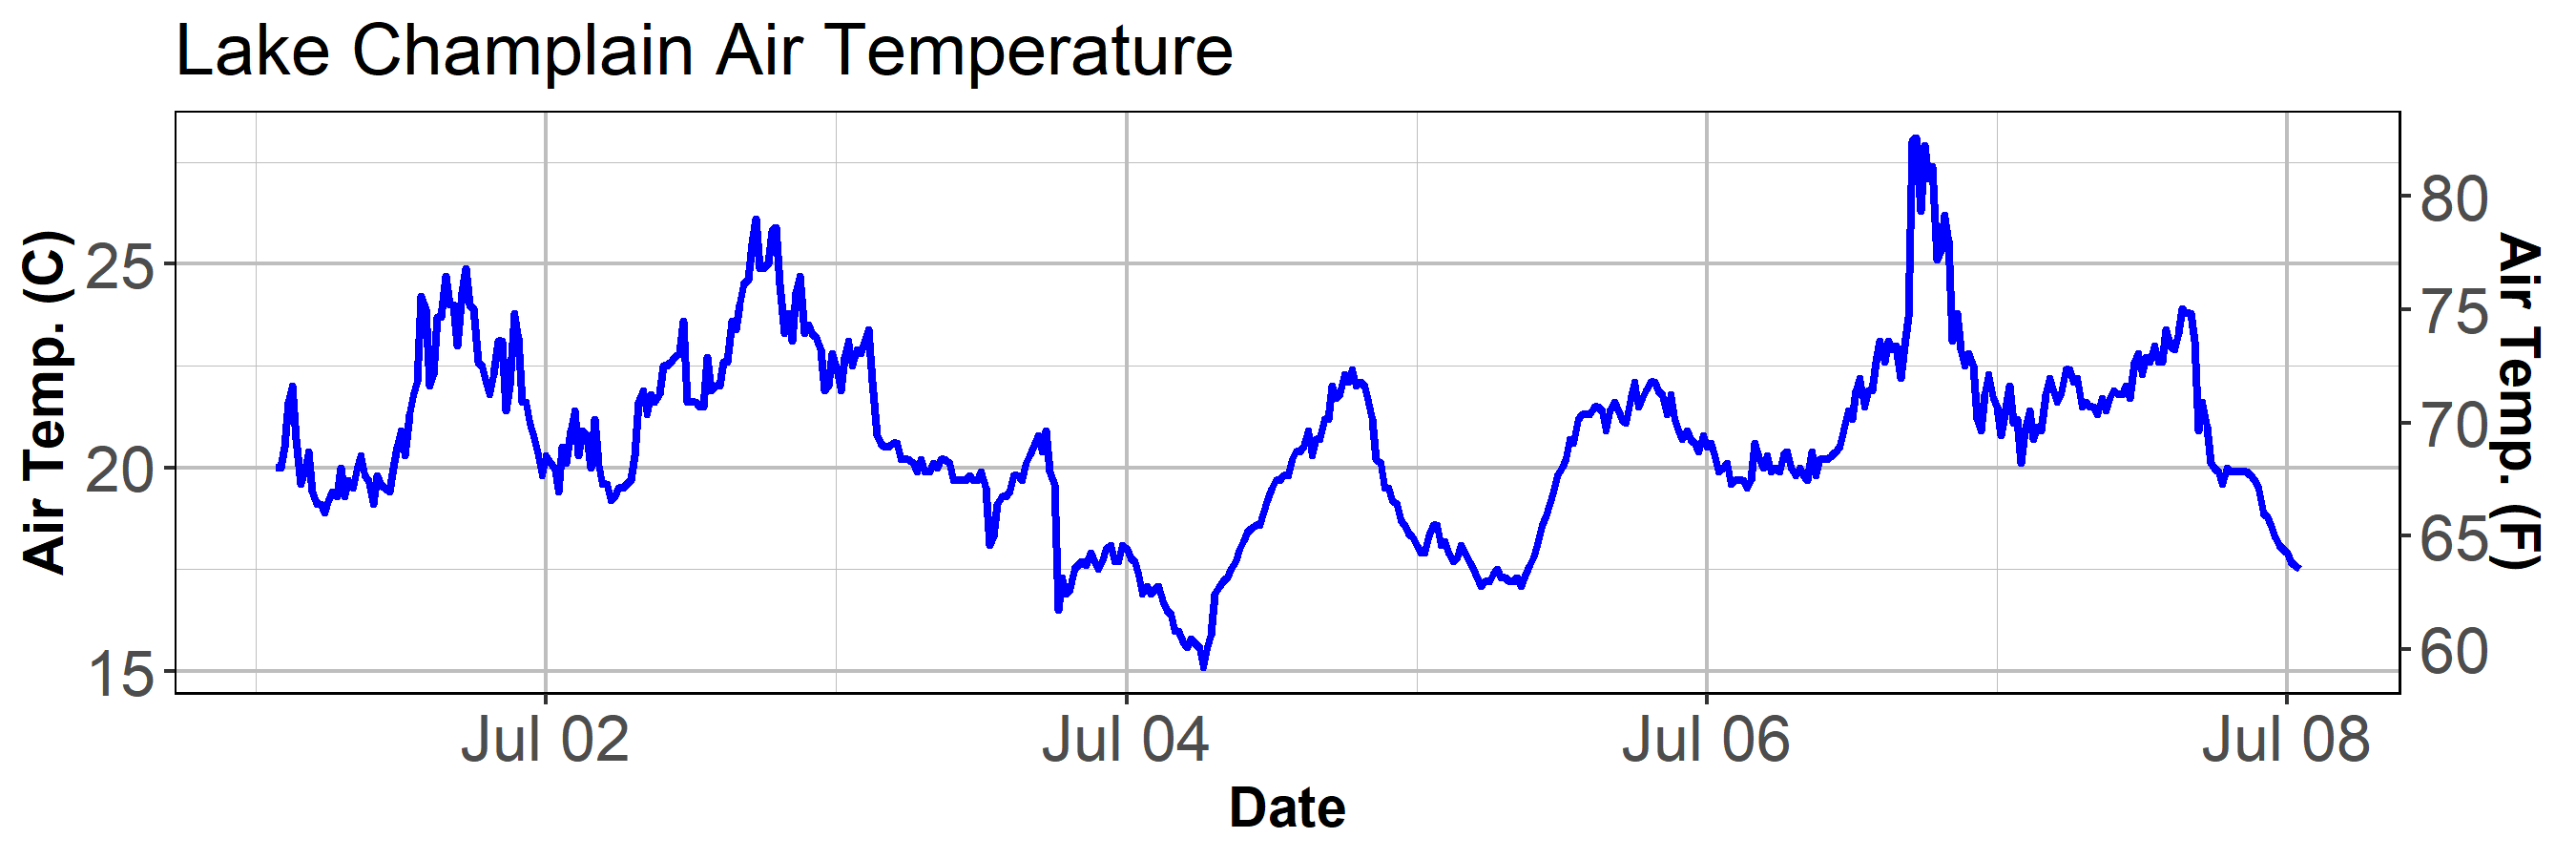 Lake Champlain Air Temperature
Air Temp. (C)
25
20
15
80
75
70
65
60
Air Temp. (F)
Jul 02 Jul 04 Jul 06 Jul 08
Date